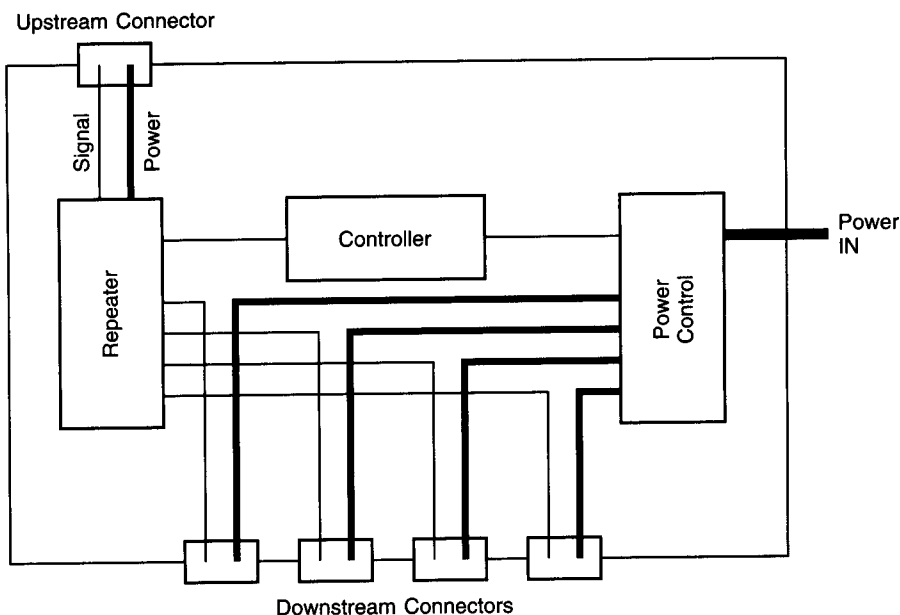 Upstream Connector
Signal
Power
Repeater
Controller
Power
Control
Power
IN
Downstream Connectors